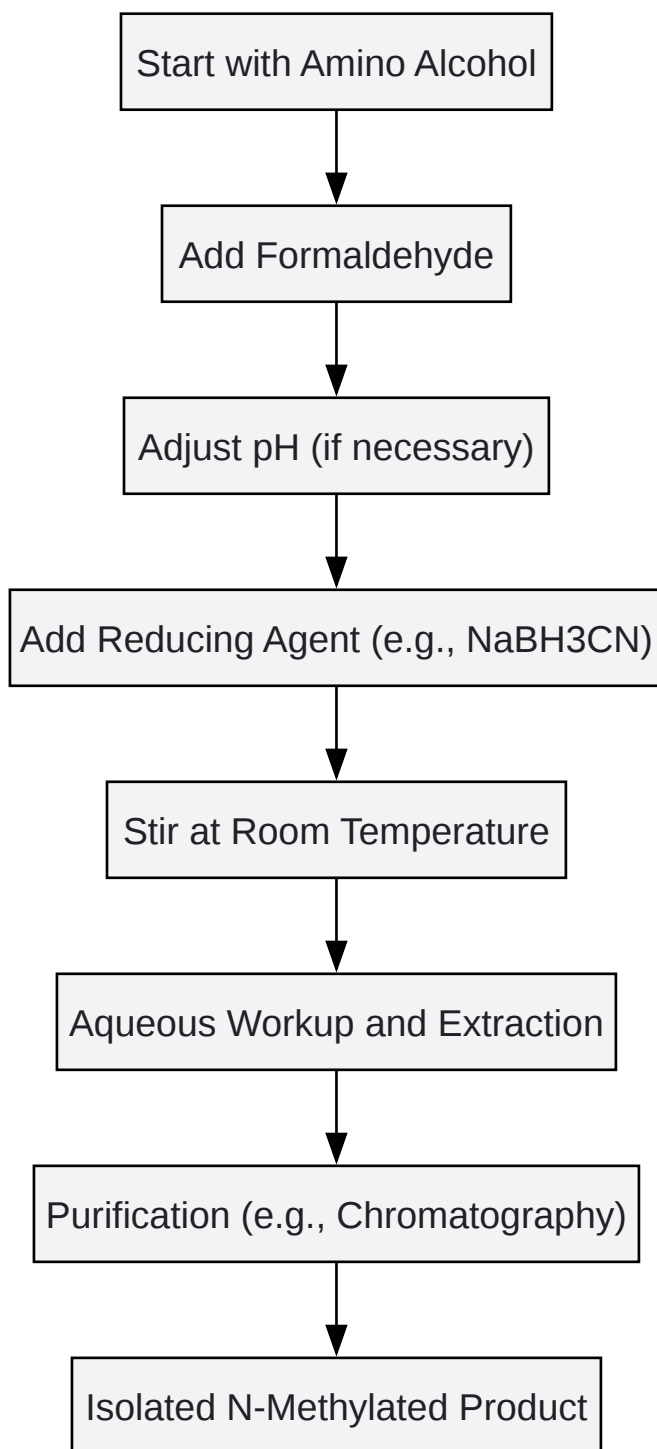 Start with Amino Alcohol
Add Formaldehyde
Adjust pH (if necessary)
Add Reducing Agent (e.g., NaBH3CN)
Stir at Room Temperature
Aqueous Workup and Extraction
Purification (e.g., Chromatography)
Isolated N-Methylated Product